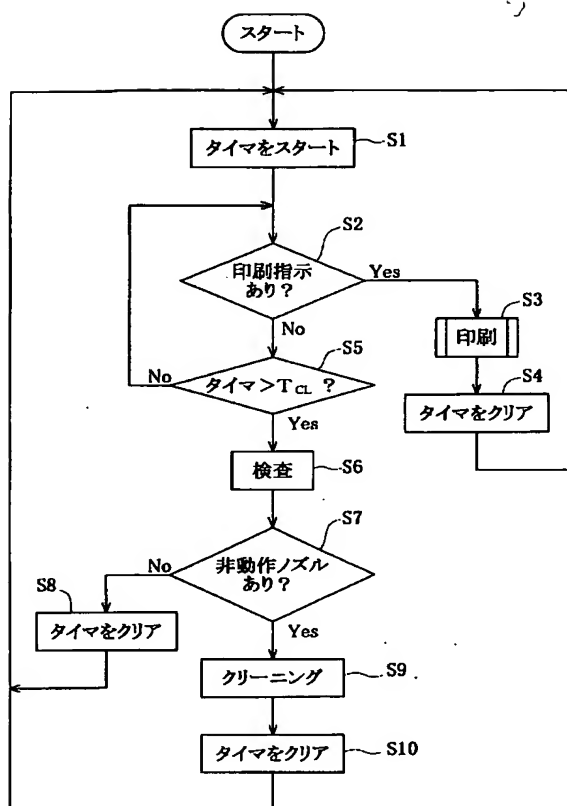 スタート
タイマをスタート
S1
S2
印刷指示
あり?
Yes
No
S3
印刷
S4
タイマをクリア
S5
タイマ>TCL ?
No
Yes
検査
S6
S7
非動作ノズル
あり?
No
Yes
S8
タイマをクリア
クリーニング
S9
タイマをクリア
S10